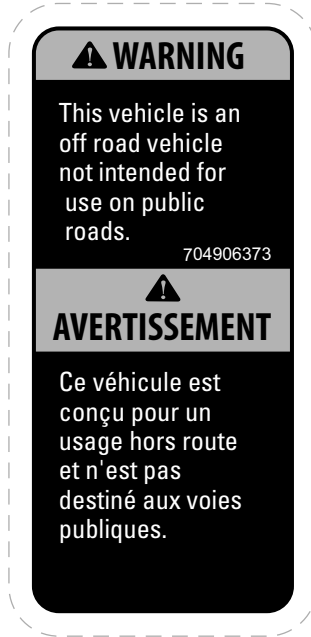 WARNING
This vehicle is an
off road vehicle
not intended for
use on public
roads.
704906373
AVERTISSEMENT
Ce véhicule est
conçu pour un
usage hors route
et n'est pas
destiné aux voies
publiques.